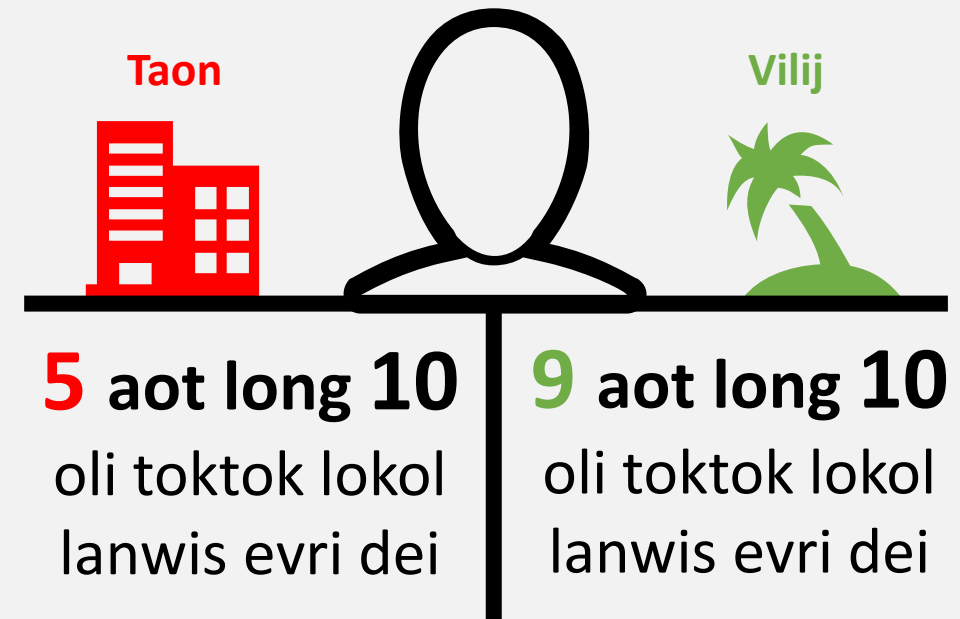 Taon
5 aot long 10
oli toktok lokol
lanwis evri dei
Vilij
9 aot long 10
oli toktok lokol
lanwis evri dei